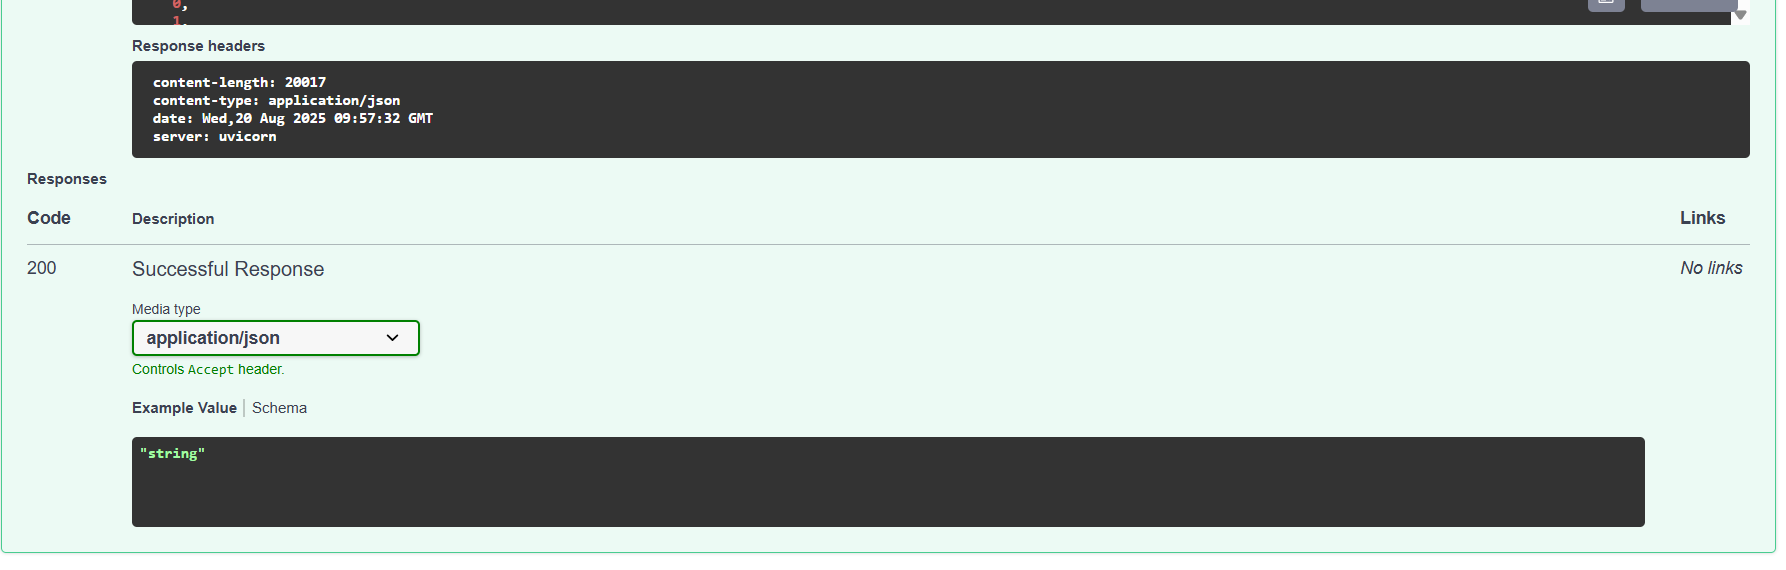 0,
1,
Response headers
content-length: 20017
content-type: application/json
date: Wed,20 Aug 2025 09:57:32 GMT
server: uvicorn
Responses
Code Description Links
200 Successful Response No links
Media type
application/json
Controls Accept header.
Example Value | Schema
"string"